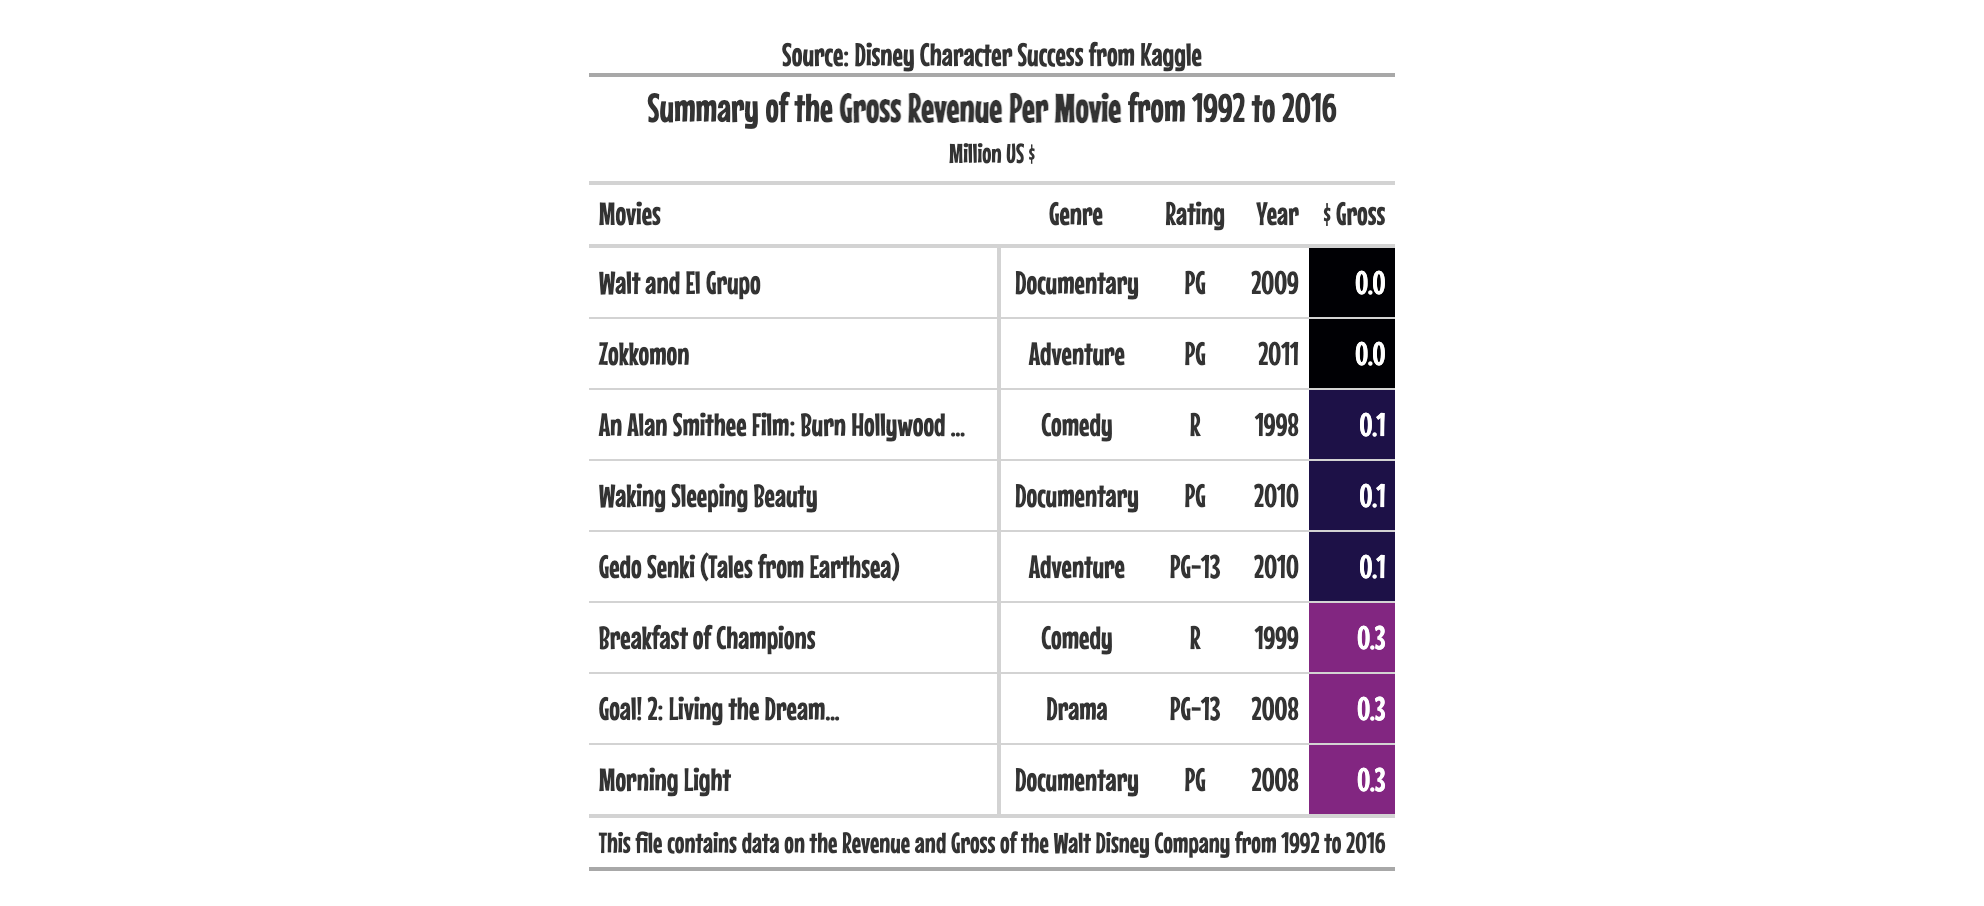 Source: Disney Character Success from Kaggle
Summary of the Gross Revenue Per Movie from 1992 to 2016
Million US $
Movies Genre Rating Year $ Gross
Walt and El Grupo Documentary PG 2009 0.0
Zokkomon Adventure PG 2011 0.0
An Alan Smithee Film: Burn Hollywood ... Comedy R 1998 0.1
Waking Sleeping Beauty Documentary PG 2010 0.1
Gedo Senki (Tales from Earthsea) Adventure PG-13 2010 0.1
Breakfast of Champions Comedy R 1999 0.3
Goal! 2: Living the Dream... Drama PG-13 2008 0.3
Morning Light Documentary PG 2008 0.3
This file contains data on the Revenue and Gross of the Walt Disney Company from 1992 to 2016